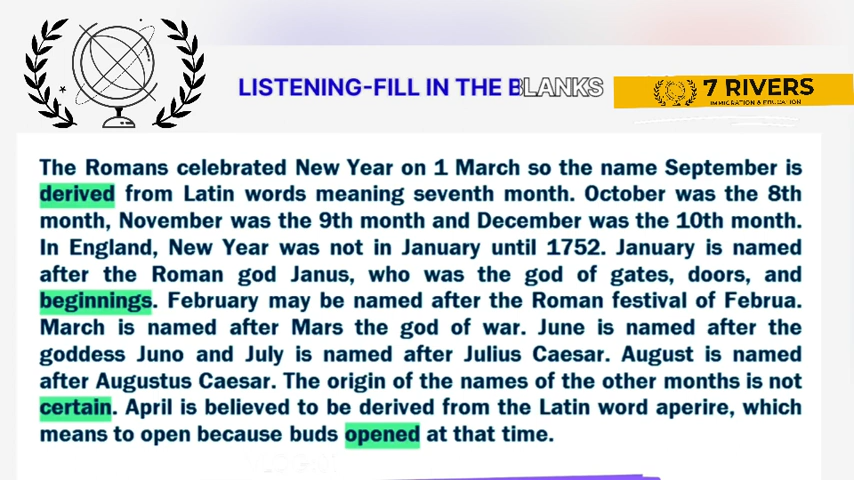 LISTENING-FILL IN THE BLANKS
7 RIVERS
IMMIGRATION & EDUCATION
The Romans celebrated New Year on 1 March so the name September is
derived from Latin words meaning seventh month. October was the 8th
month, November was the 9th month and December was the 10th month.
In England, New Year was not in January until 1752. January is named
after the Roman god Janus, who was the god of gates, doors, and
beginnings. February may be named after the Roman festival of Februa.
March is named after Mars the god of war. June is named after the
goddess Juno and July is named after Julius Caesar. August is named
after Augustus Caesar. The origin of the names of the other months is not
certain. April is believed to be derived from the Latin word aperire, which
means to open because buds opened at that time.